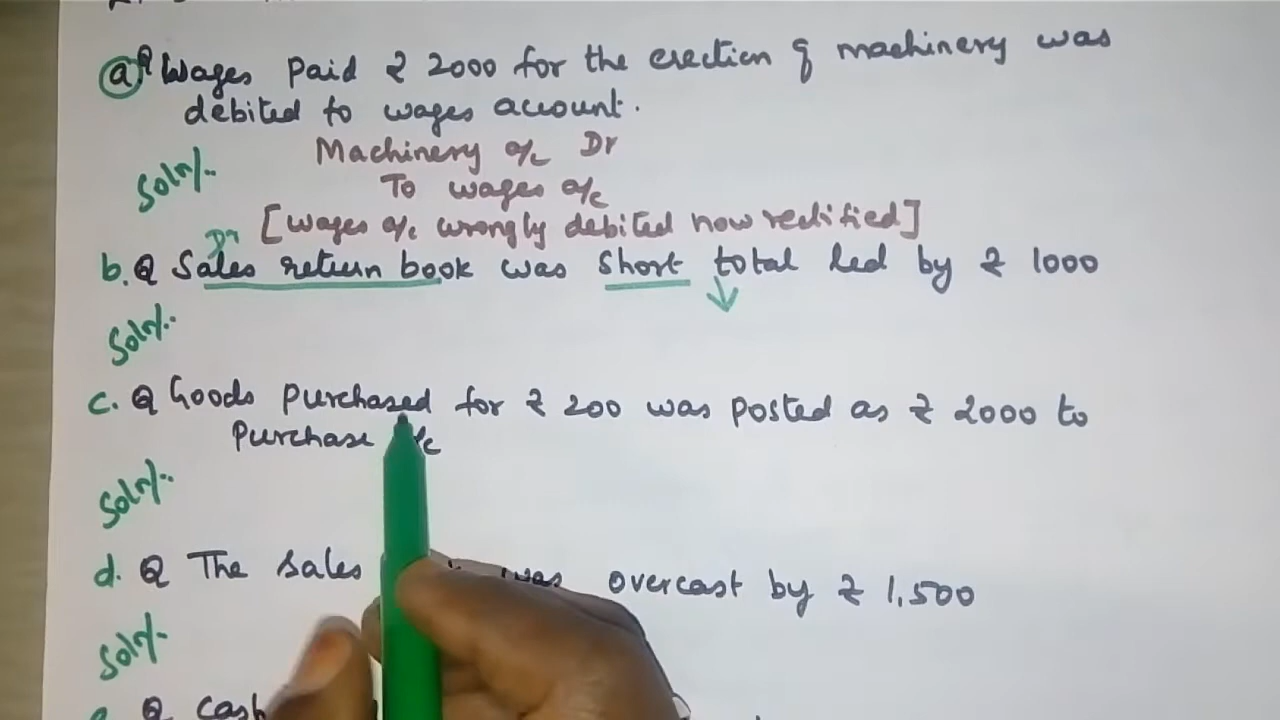 a Q Wages paid ₹ 2000 for the erection of machinery was
debited to wages account.
Soln/:-
Machinery a/c Dr
To wages a/c
[wages a/c wrongly debited now rectified]
Dr
b. Q Sales return book was short total led by ₹ 1000
Soln/:-
c. Q Goods purchased for ₹ 200 was posted as ₹ 2000 to
Purchase
Soln/:-
d. Q The sales was overcast by ₹ 1,500
Soln/:-
Q cash